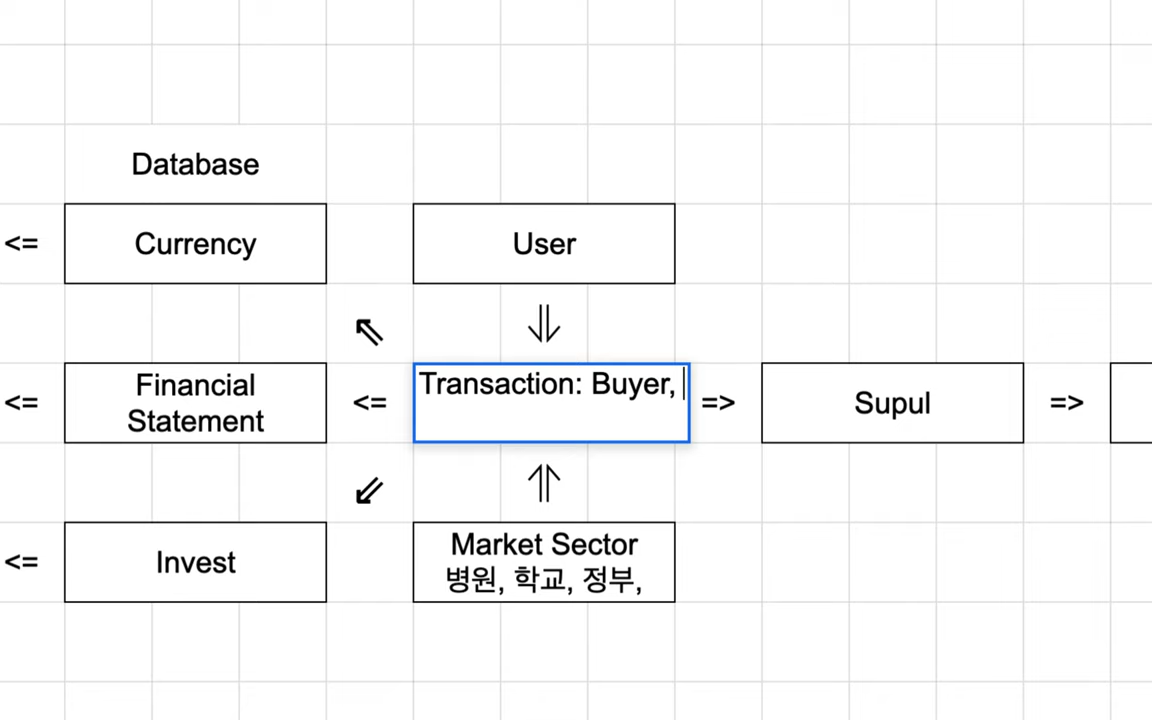 Database
<= Currency User
⇖ ⇓
Financial
Statement
<= <= Transaction: Buyer, => Supul =>
⇙ ⇑
<= Invest
Market Sector
병원, 학교, 정부,